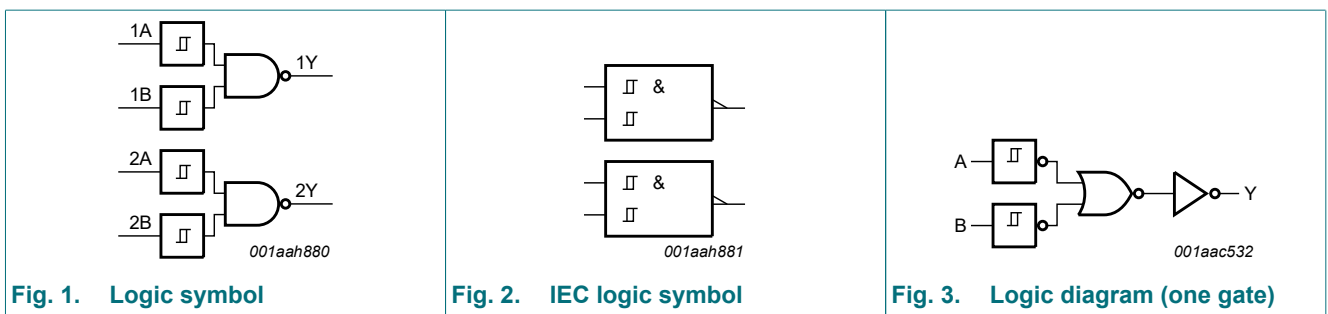 1A
1B
1Y
2A
2B
2Y
001aah880
Fig. 1. Logic symbol
&
&
001aah881
Fig. 2. IEC logic symbol
A
B
Y
001aac532
Fig. 3. Logic diagram (one gate)